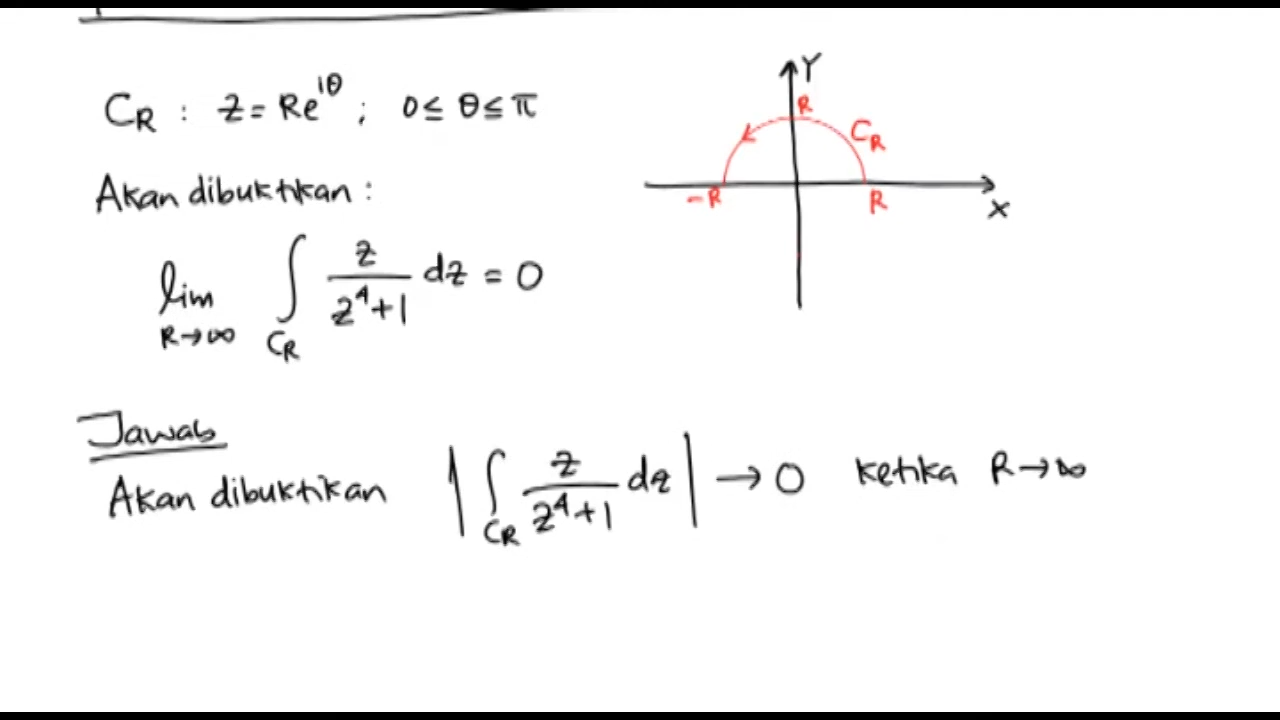 C_R : z = Re^{iθ} ; 0 ≤ θ ≤ π
Akan dibuktikan :
lim_{R→∞} ∫_{C_R} z/(z^4+1) dz = 0
Y
R
C_R
-R
R
X
Jawab
Akan dibuktikan | ∫_{C_R} z/(z^4+1) dz | → 0 ketika R→∞